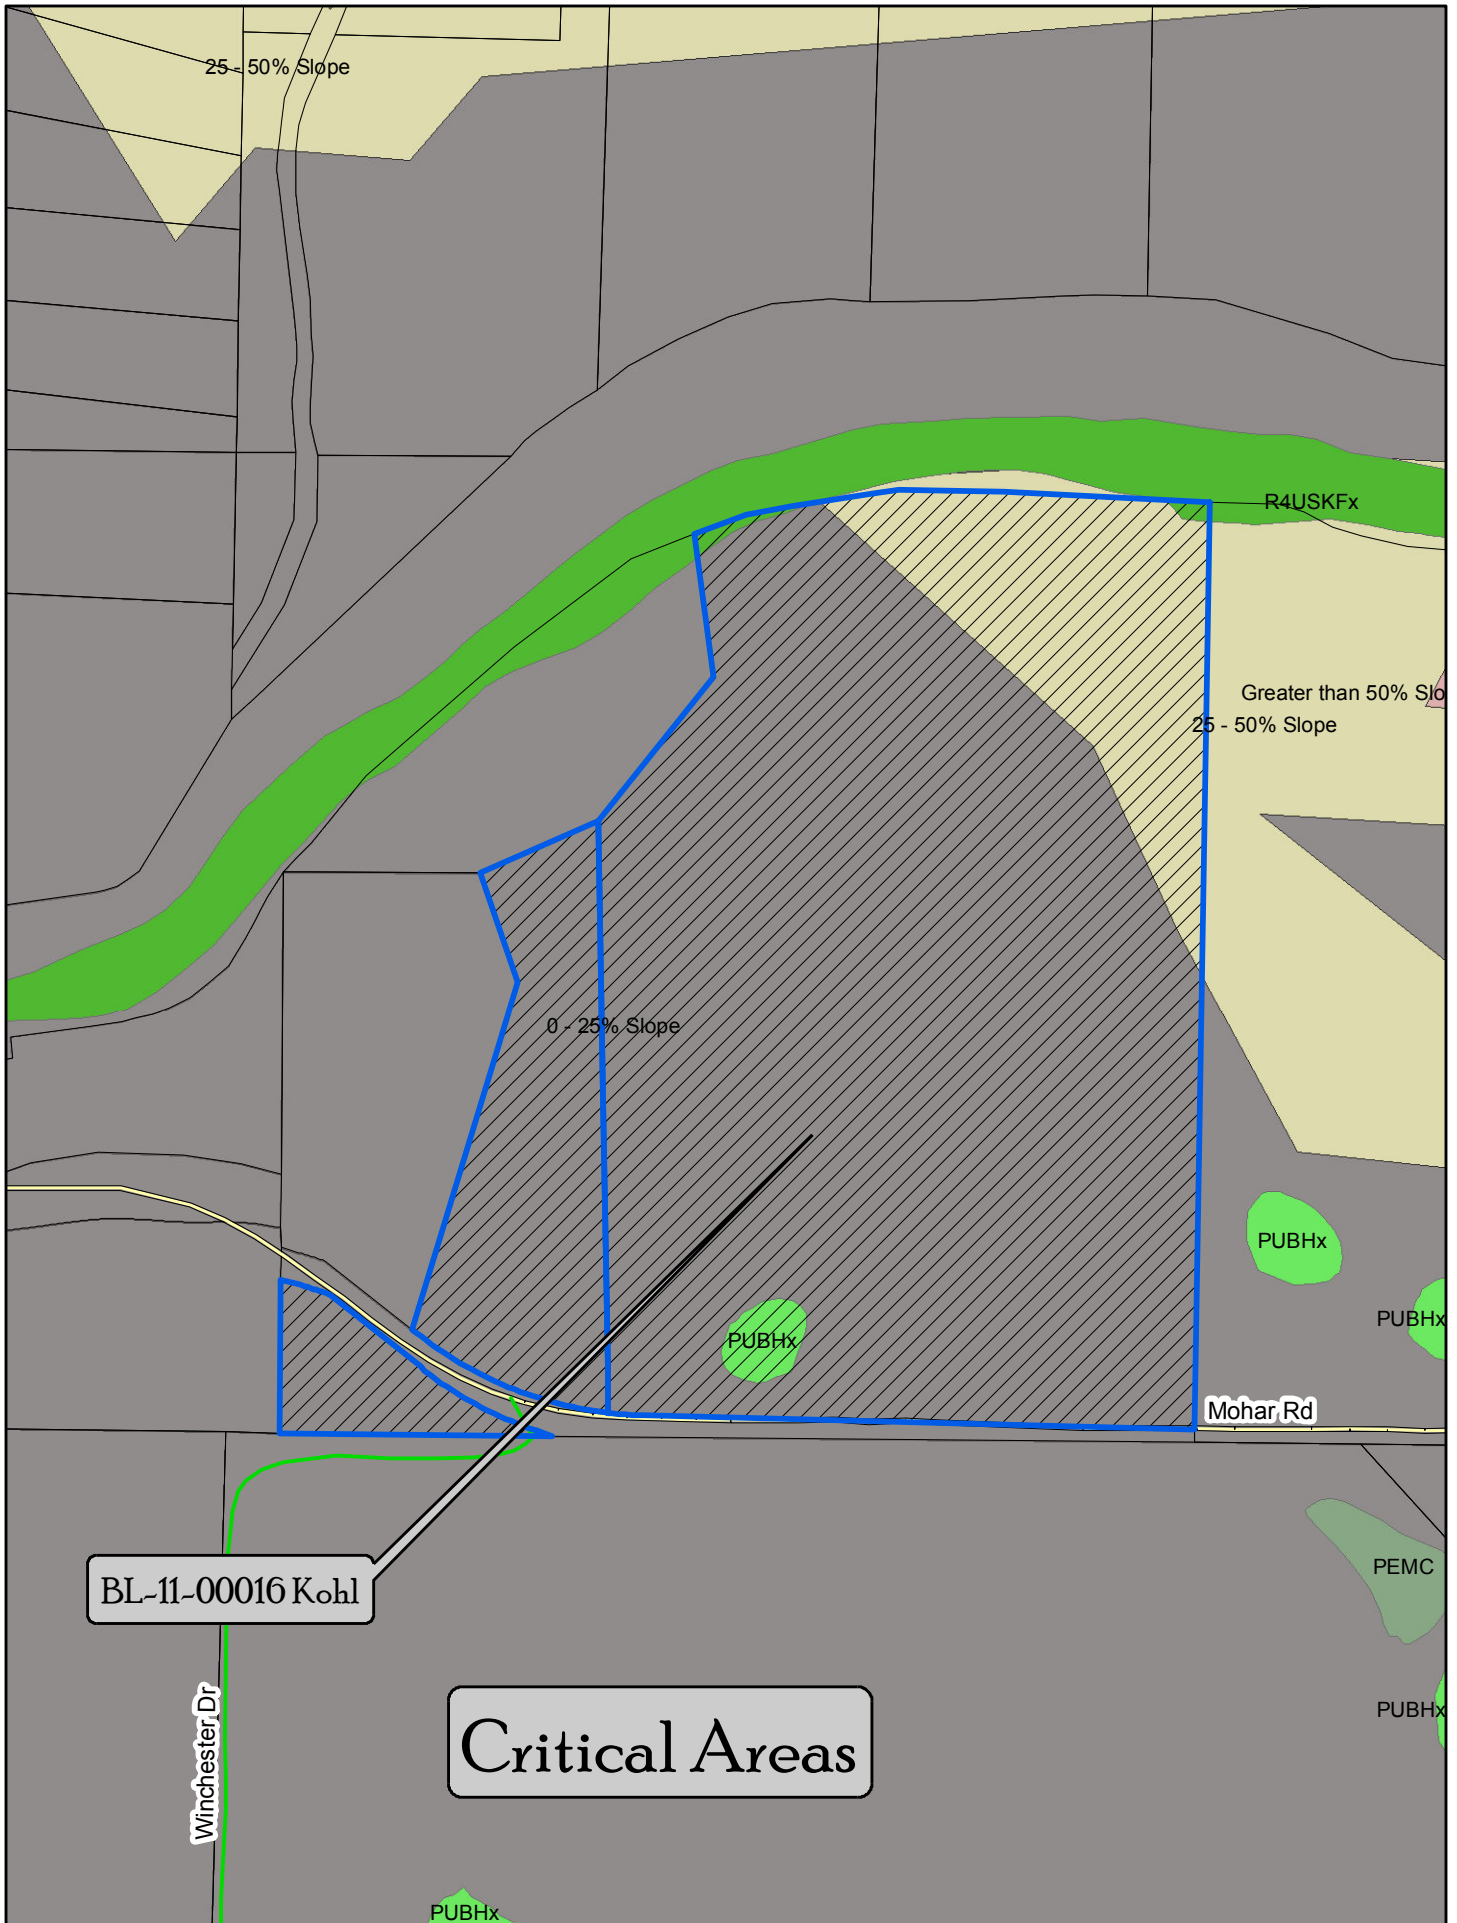 25 - 50% Slope
R4USKFx
Greater than 50% Slo
25 - 50% Slope
0 - 25% Slope
PUBHx
PUBHx
PUBHx
Mohar Rd
PEMC
BL-11-00016 Kohl
Winchester Dr
PUBHx
Critical Areas
PUBHx